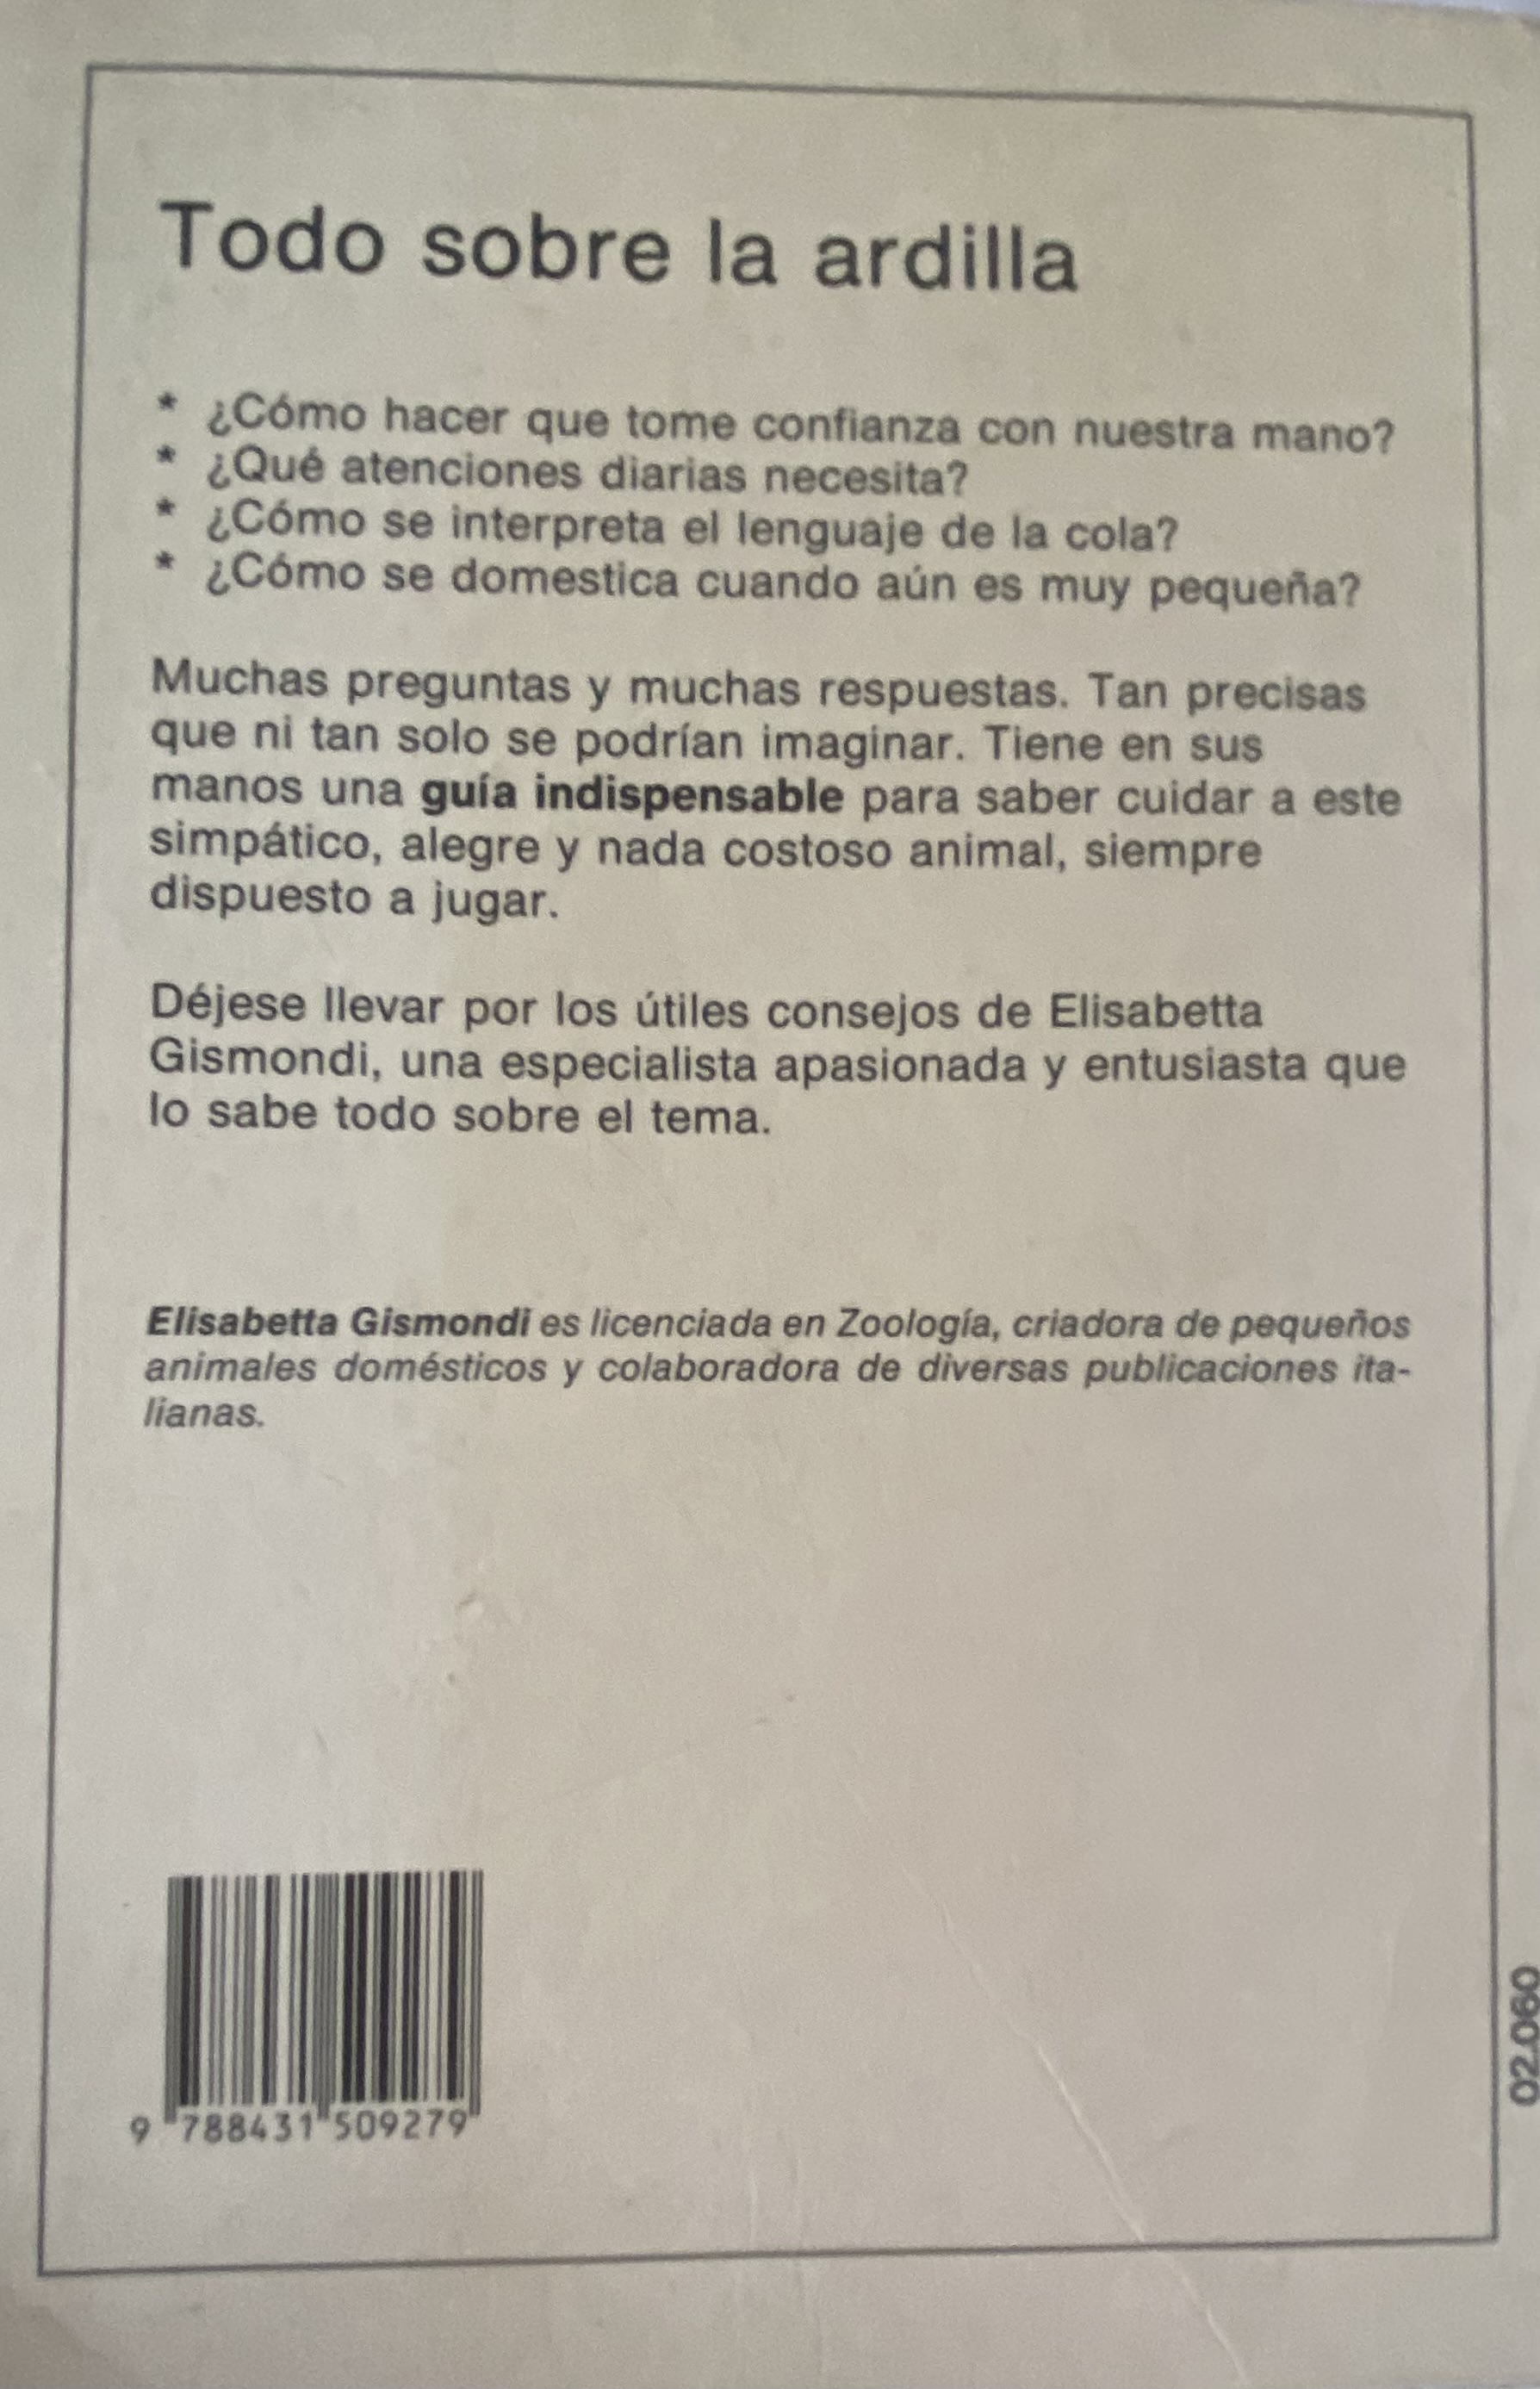 Todo sobre la ardilla
* ¿Cómo hacer que tome confianza con nuestra mano?
* ¿Qué atenciones diarias necesita?
* ¿Cómo se interpreta el lenguaje de la cola?
* ¿Cómo se domestica cuando aún es muy pequeña?
Muchas preguntas y muchas respuestas. Tan precisas
que ni tan solo se podrían imaginar. Tiene en sus
manos una guía indispensable para saber cuidar a este
simpático, alegre y nada costoso animal, siempre
dispuesto a jugar.
Déjese llevar por los útiles consejos de Elisabetta
Gismondi, una especialista apasionada y entusiasta que
lo sabe todo sobre el tema.
Elisabetta Gismondi es licenciada en Zoología, criadora de pequeños
animales domésticos y colaboradora de diversas publicaciones ita-
lianas.
9 788431 509279
02.060